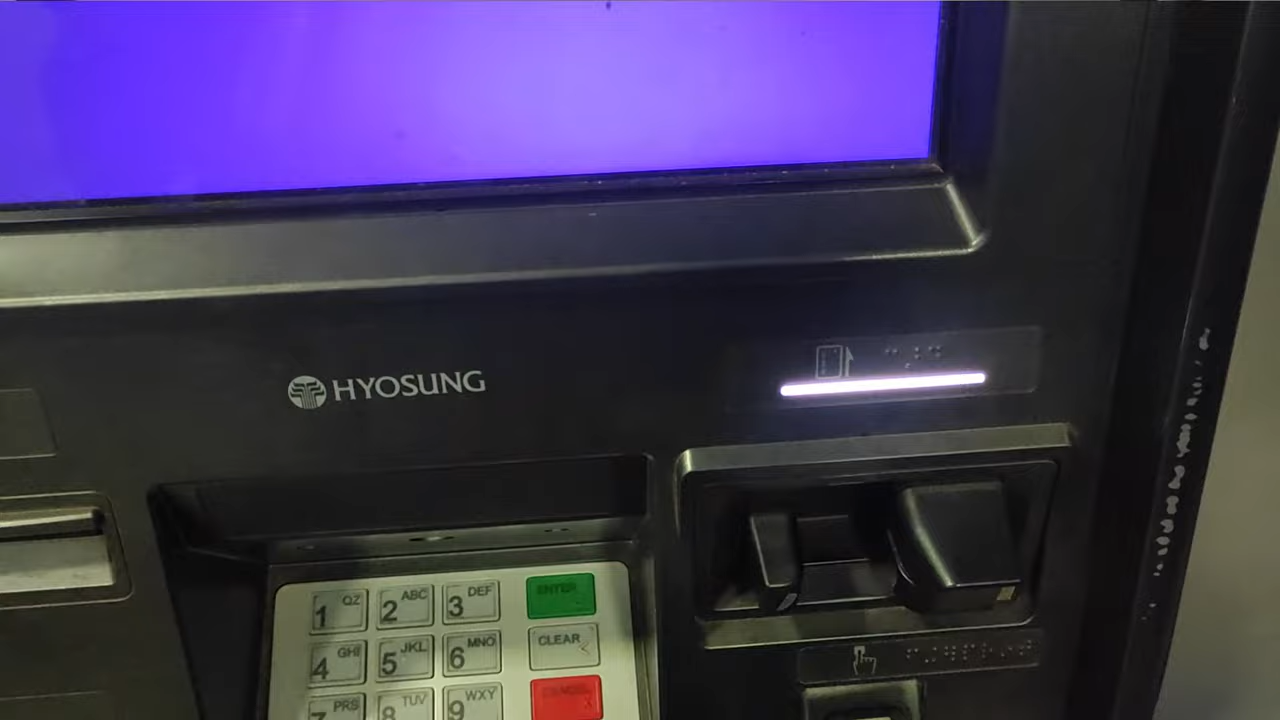 HYOSUNG
1 QZ 2 ABC 3 DEF ENTER
4 GHI 5 JKL 6 MNO CLEAR
7 PRS 8 TUV 9 WXY CANCEL